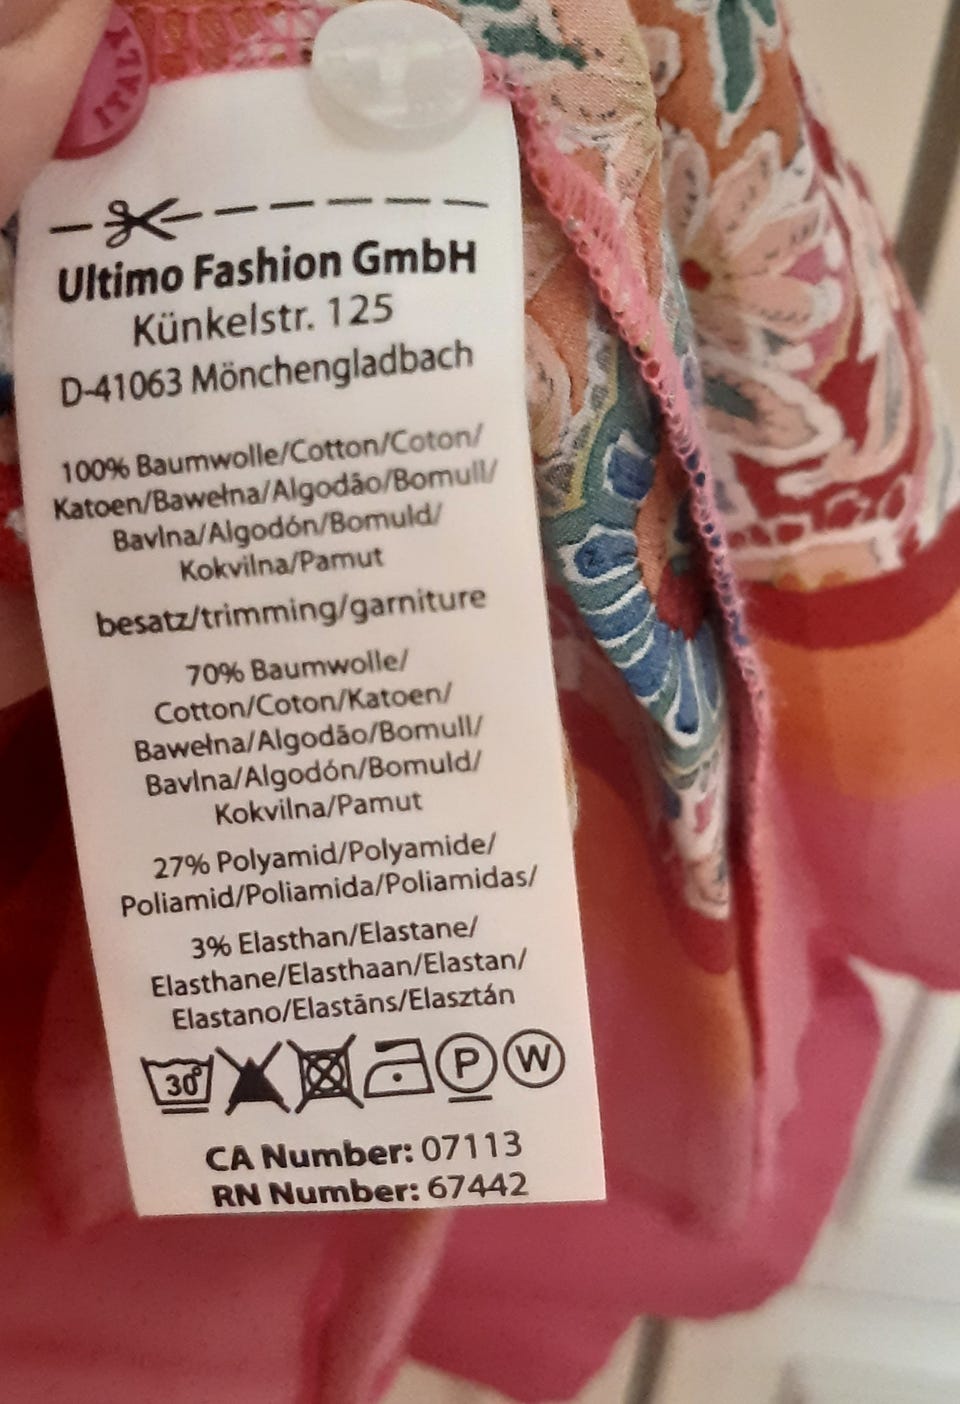 ITALY
Ultimo Fashion GmbH
Künkelstr. 125
D-41063 Mönchengladbach
100% Baumwolle/Cotton/Coton/
Katoen/Bawełna/Algodão/Bomull/
Bavlna/Algodón/Bomuld/
Kokvilna/Pamut
besatz/trimming/garniture
70% Baumwolle/
Cotton/Coton/Katoen/
Bawełna/Algodão/Bomull/
Bavlna/Algodón/Bomuld/
Kokvilna/Pamut
27% Polyamid/Polyamide/
Poliamid/Poliamida/Poliamidas/
3% Elasthan/Elastane/
Elasthane/Elasthaan/Elastan/
Elastano/Elastāns/Elasztán
30° P W
CA Number: 07113
RN Number: 67442